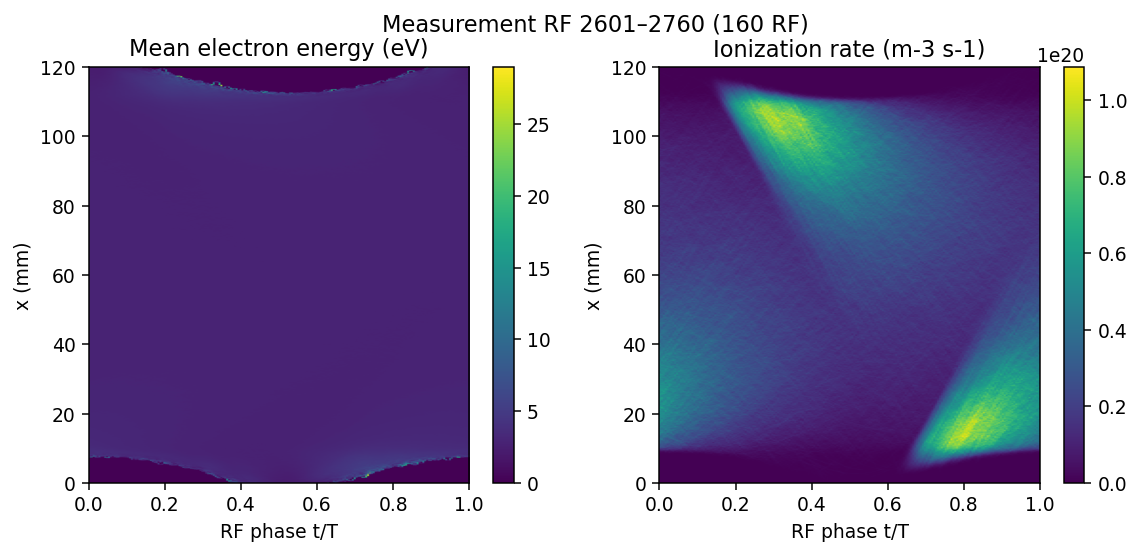 Measurement RF 2601–2760 (160 RF)
Mean electron energy (eV)
Ionization rate (m-3 s-1)
1e20
120
100
80
60
40
20
0
x (mm)
0.0 0.2 0.4 0.6 0.8 1.0
RF phase t/T
25
20
15
10
5
0
120
100
80
60
40
20
0
x (mm)
0.0 0.2 0.4 0.6 0.8 1.0
RF phase t/T
1.0
0.8
0.6
0.4
0.2
0.0